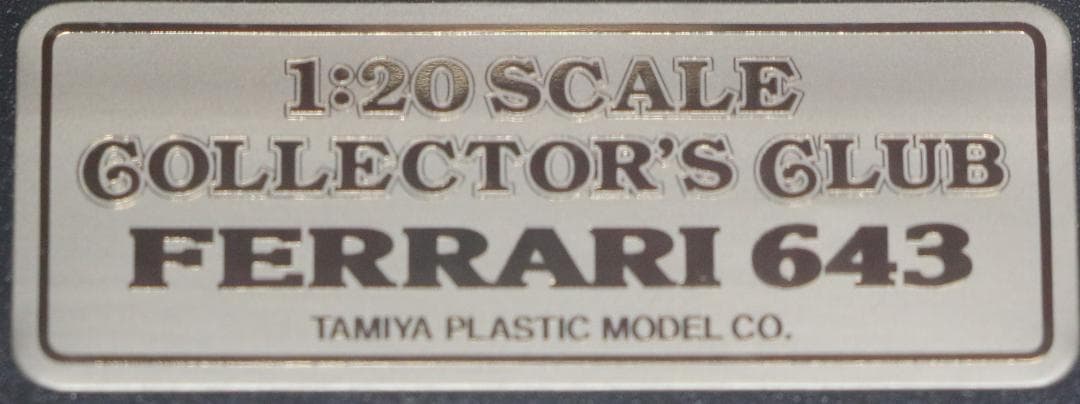 1:20 SCALE
COLLECTOR'S CLUB
FERRARI 643
TAMIYA PLASTIC MODEL CO.